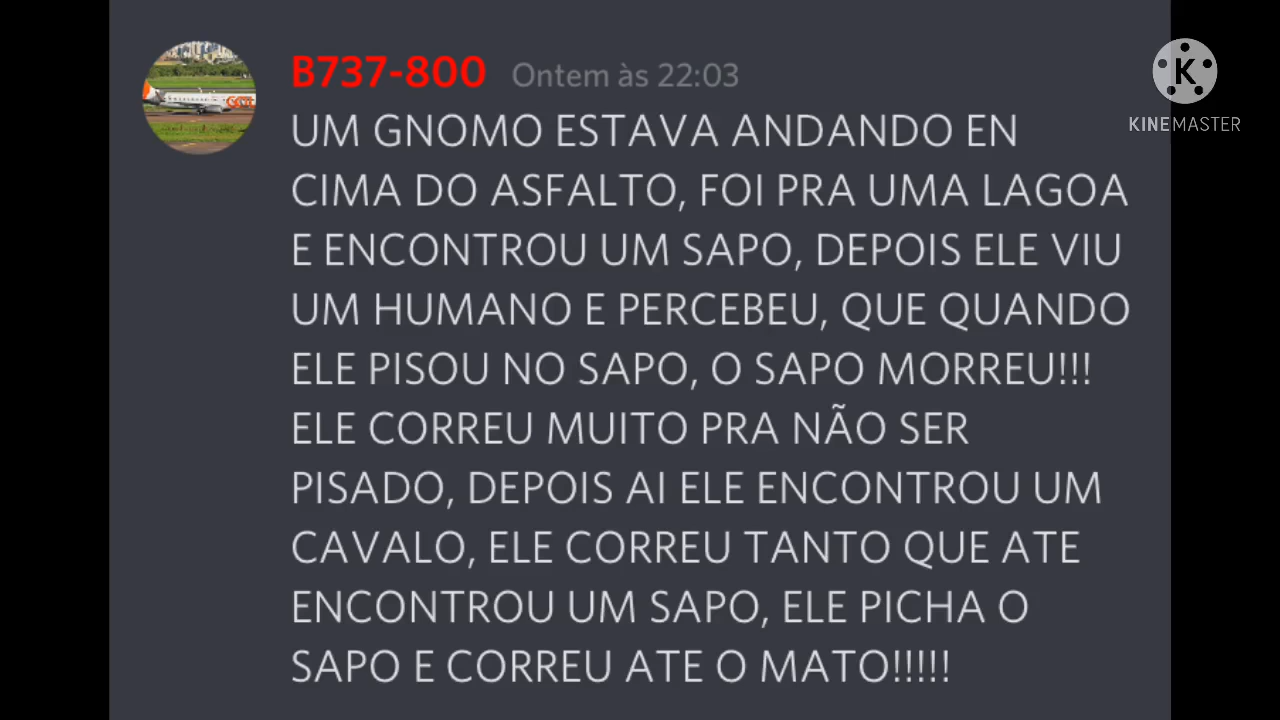 B737-800 Ontem às 22:03
UM GNOMO ESTAVA ANDANDO EN
CIMA DO ASFALTO, FOI PRA UMA LAGOA
E ENCONTROU UM SAPO, DEPOIS ELE VIU
UM HUMANO E PERCEBEU, QUE QUANDO
ELE PISOU NO SAPO, O SAPO MORREU!!!
ELE CORREU MUITO PRA NÃO SER
PISADO, DEPOIS AI ELE ENCONTROU UM
CAVALO, ELE CORREU TANTO QUE ATE
ENCONTROU UM SAPO, ELE PICHA O
SAPO E CORREU ATE O MATO!!!!!
K
KINEMASTER
GOL